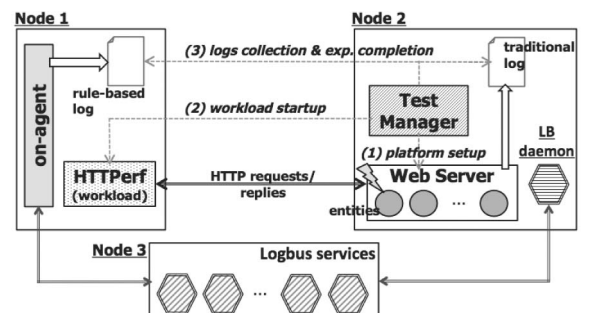 Node 1
Node 2
(3) logs collection & exp. completion
traditional
log
rule-based
log
on-agent
(2) workload startup
Test
Manager
LB
daemon
(1) platform setup
HTTPerf
(workload)
HTTP requests/
replies
Web Server
entities
...
Node 3
Logbus services
...